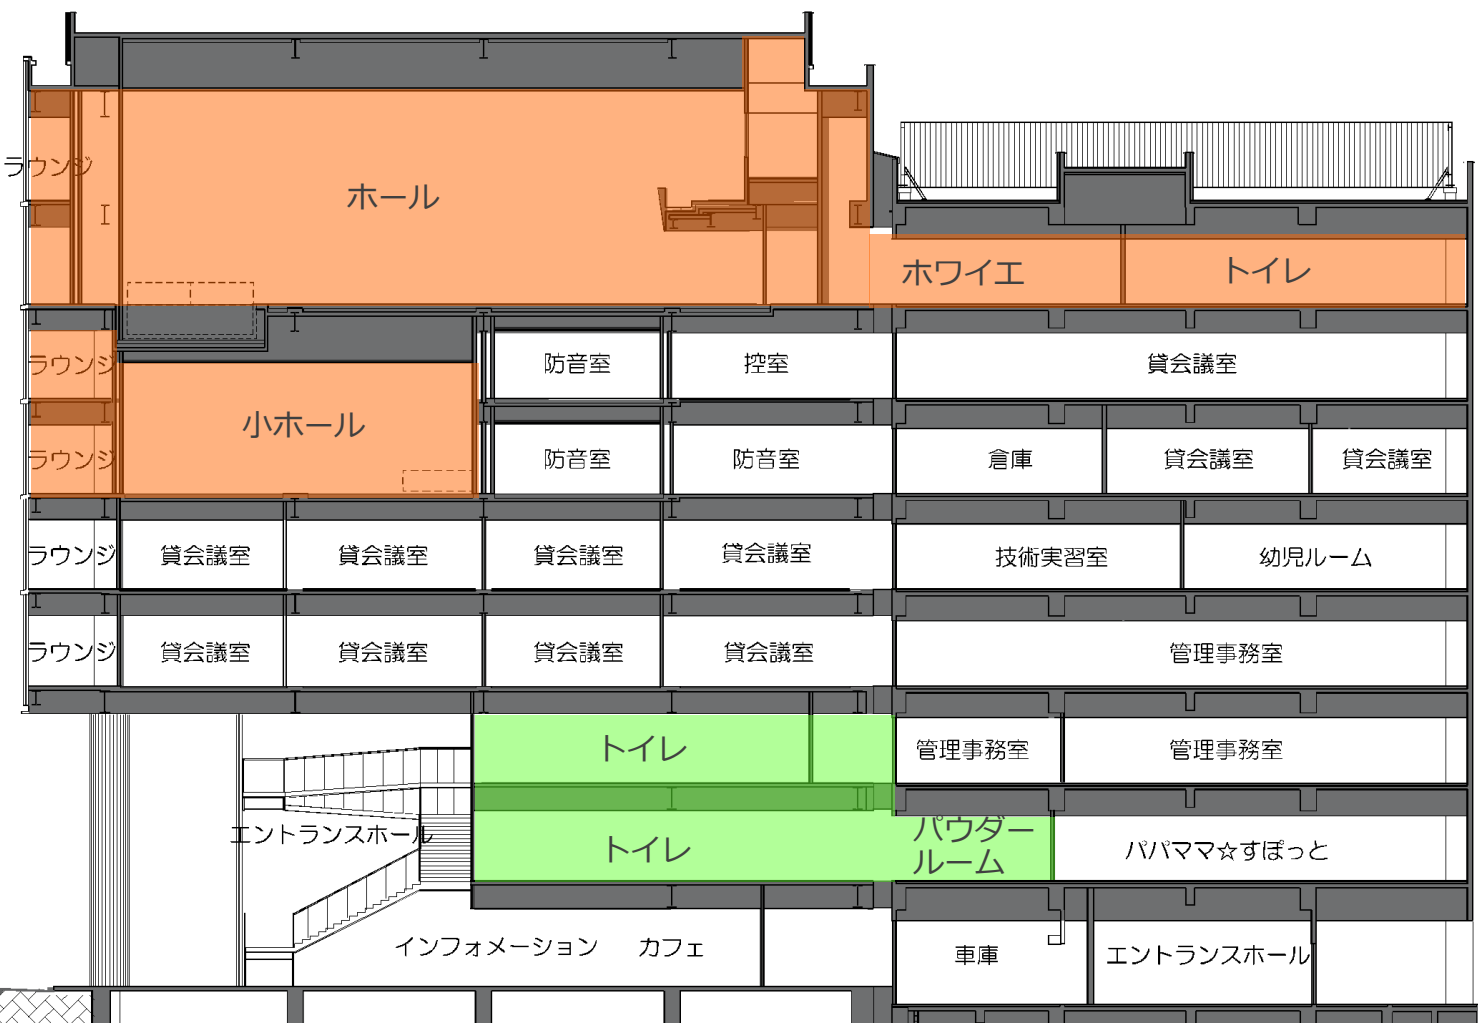 ラウンジ
ホール
ホワイエ
トイレ
ラウンジ
防音室
控室
貸会議室
小ホール
ラウンジ
防音室
防音室
倉庫
貸会議室
貸会議室
ラウンジ
貸会議室
貸会議室
貸会議室
貸会議室
技術実習室
幼児ルーム
ラウンジ
貸会議室
貸会議室
貸会議室
貸会議室
管理事務室
トイレ
管理事務室
管理事務室
エントランスホール
トイレ
パウダー
ルーム
パパママ☆すぽっと
インフォメーション
カフェ
車庫
エントランスホール